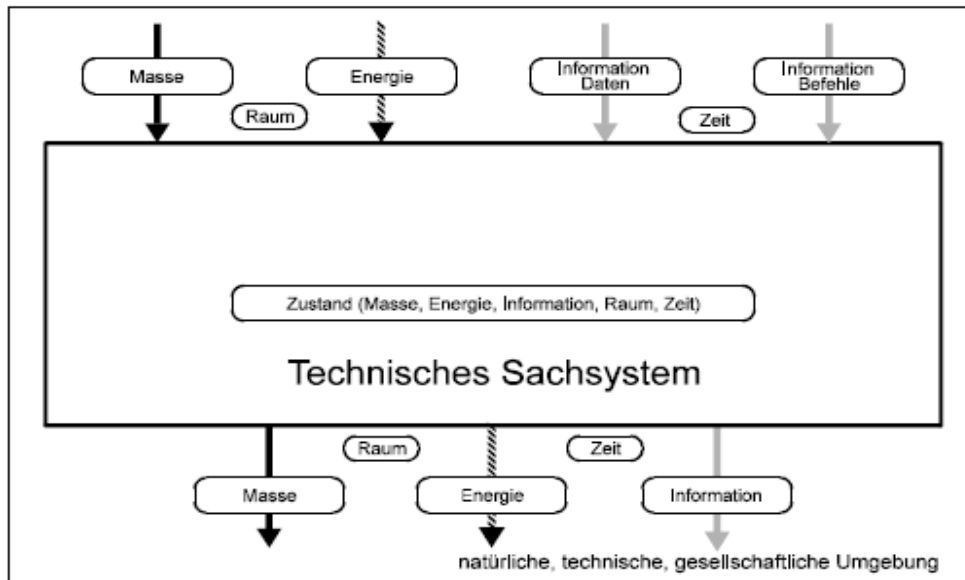 Masse
Energie
Information
Daten
Information
Befehle
Raum
Zeit
Zustand (Masse, Energie, Information, Raum, Zeit)
Technisches Sachsystem
Raum
Zeit
Masse
Energie
Information
natürliche, technische, gesellschaftliche Umgebung